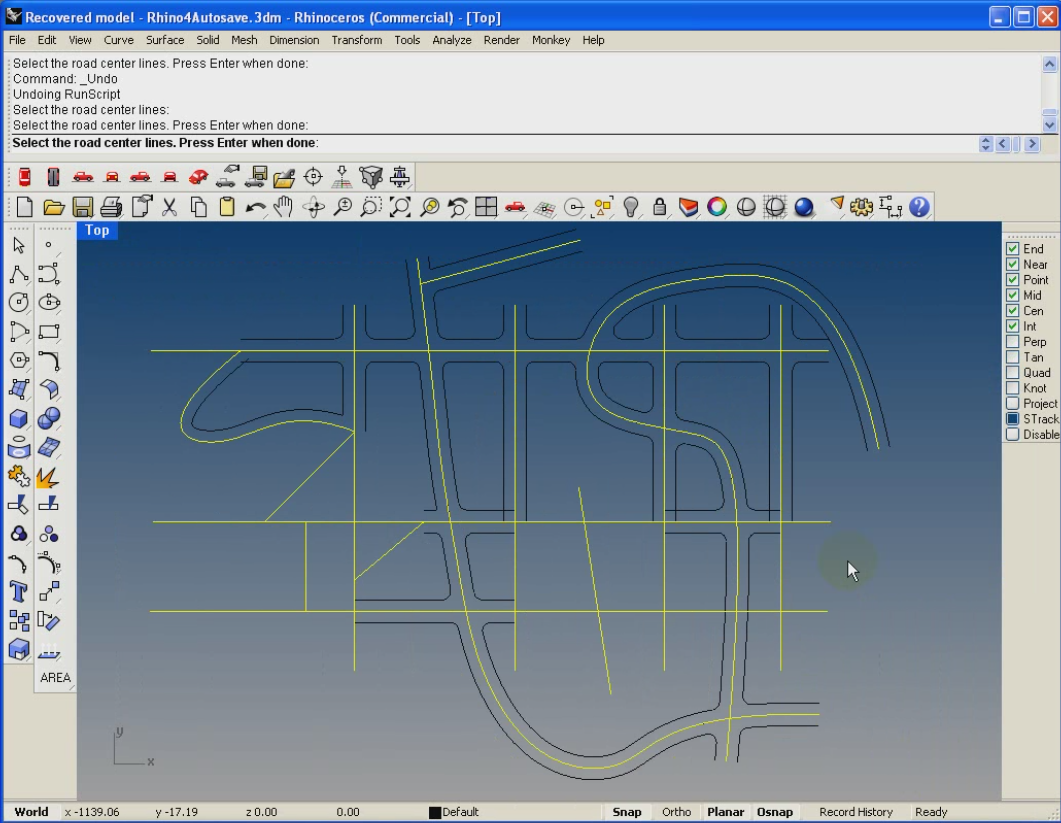 Recovered model - Rhino4Autosave.3dm - Rhinoceros (Commercial) - [Top]
File Edit View Curve Surface Solid Mesh Dimension Transform Tools Analyze Render Monkey Help
Select the road center lines. Press Enter when done:
Command: _Undo
Undoing RunScript
Select the road center lines:
Select the road center lines. Press Enter when done:
Select the road center lines. Press Enter when done:
Top
End
Near
Point
Mid
Cen
Int
Perp
Tan
Quad
Knot
Project
STrack
Disable
AREA
y
x
World x -1139.06 y -17.19 z 0.00 0.00 Default Snap Ortho Planar Osnap Record History Ready